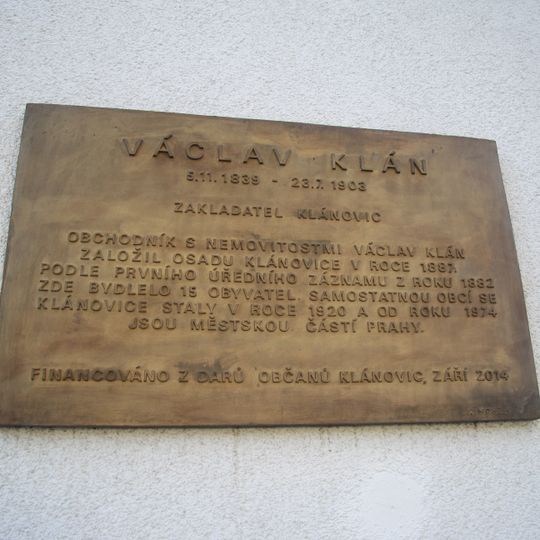 VÁCLAV KLÁN
5.11.1839 - 23.7.1903
ZAKLADATEL KLÁNOVIC
OBCHODNÍK S NEMOVITOSTMI VÁCLAV KLÁN
ZALOŽIL OSADU KLÁNOVICE V ROCE 1887.
PODLE PRVNÍHO ÚŘEDNÍHO ZÁZNAMU Z ROKU 1882
ZDE BYDLELO 15 OBYVATEL. SAMOSTATNOU OBCÍ SE
KLÁNOVICE STALY V ROCE 1920 A OD ROKU 1974
JSOU MĚSTSKOU ČÁSTÍ PRAHY.
FINANCOVÁNO Z DARŮ OBČANŮ KLÁNOVIC, ZÁŘÍ 2014